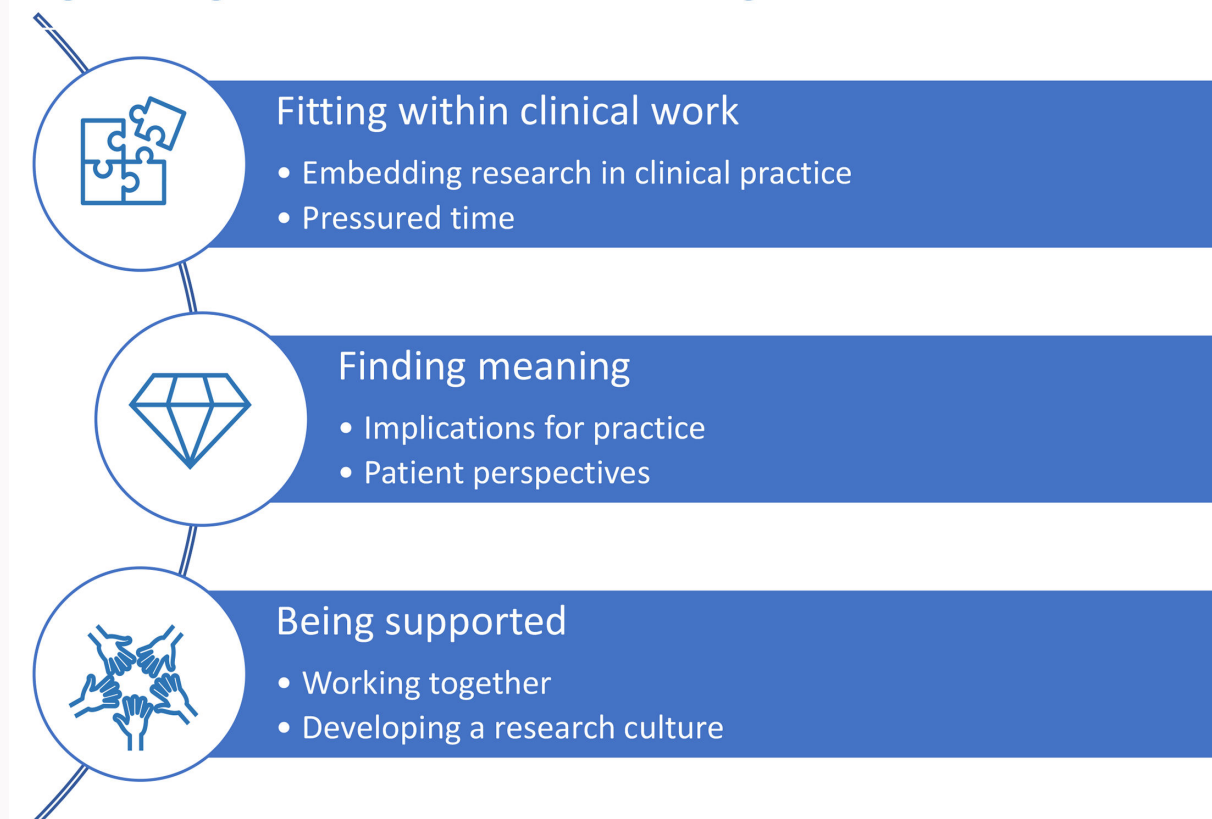 Fitting within clinical work
• Embedding research in clinical practice
• Pressured time
Finding meaning
• Implications for practice
• Patient perspectives
Being supported
• Working together
• Developing a research culture